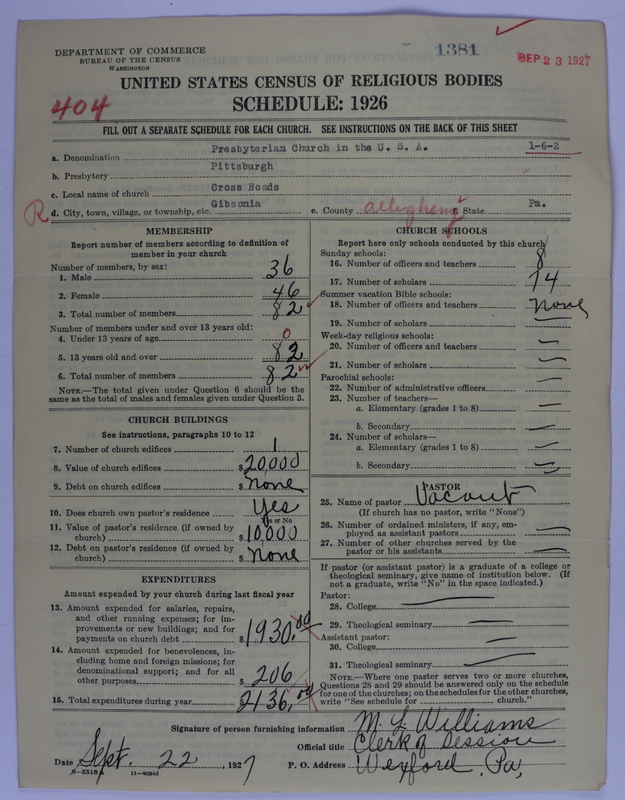 1381
SEP 23 1927
DEPARTMENT OF COMMERCE
BUREAU OF THE CENSUS
WASHINGTON
UNITED STATES CENSUS OF RELIGIOUS BODIES
404
SCHEDULE: 1926
FILL OUT A SEPARATE SCHEDULE FOR EACH CHURCH. SEE INSTRUCTIONS ON THE BACK OF THIS SHEET
a. Denomination Presbyterian Church in the U. S. A. 1-6-2
b. Presbytery Pittsburgh
c. Local name of church Cross Roads
R d. City, town, village, or township, etc. Gibsonia e. County Allegheny f. State Pa.
MEMBERSHIP
Report number of members according to definition of
member in your church
Number of members, by sex:
1. Male 36
2. Female 46
3. Total number of members 82
Number of members under and over 13 years old:
4. Under 13 years of age 0
5. 13 years old and over 82
6. Total number of members 82
NOTE.—The total given under Question 6 should be the
same as the total of males and females given under Question 3.
CHURCH BUILDINGS
See instructions, paragraphs 10 to 12
7. Number of church edifices 1
8. Value of church edifices $ 20,000
9. Debt on church edifices $ None
10. Does church own pastor's residence Yes
Yes or No
11. Value of pastor's residence (if owned by
church) $ 10,000
12. Debt on pastor's residence (if owned by
church) $ None
EXPENDITURES
Amount expended by your church during last fiscal year
13. Amount expended for salaries, repairs,
and other running expenses; for im-
provements or new buildings; and for
payments on church debt $ 1930.00
14. Amount expended for benevolences, in-
cluding home and foreign missions; for
denominational support; and for all
other purposes $ 206
15. Total expenditures during year 2136.00
CHURCH SCHOOLS
Report here only schools conducted by this church
Sunday schools:
16. Number of officers and teachers 8
17. Number of scholars 74
Summer vacation Bible schools:
18. Number of officers and teachers None
19. Number of scholars
Week-day religious schools:
20. Number of officers and teachers —
21. Number of scholars —
Parochial schools:
22. Number of administrative officers —
23. Number of teachers—
a. Elementary (grades 1 to 8) —
b. Secondary —
24. Number of scholars—
a. Elementary (grades 1 to 8) —
b. Secondary —
PASTOR
25. Name of pastor Vacant
(If church has no pastor, write "None")
26. Number of ordained ministers, if any, em-
ployed as assistant pastors —
27. Number of other churches served by the
pastor or his assistants —
If pastor (or assistant pastor) is a graduate of a college or
theological seminary, give name of institution below. (If
not a graduate, write "No" in the space indicated.)
Pastor:
28. College —
29. Theological seminary —
Assistant pastor:
30. College —
31. Theological seminary —
NOTE.—Where one pastor serves two or more churches,
Questions 28 and 29 should be answered only on the schedule
for one of the churches; on the schedules for the other churches,
write "See schedule for church."
Signature of person furnishing information M. L. Williams
Official title Clerk of Session
Date Sept. 22, 1927 P. O. Address Wexford, Pa,
8-5518a 11-9054d